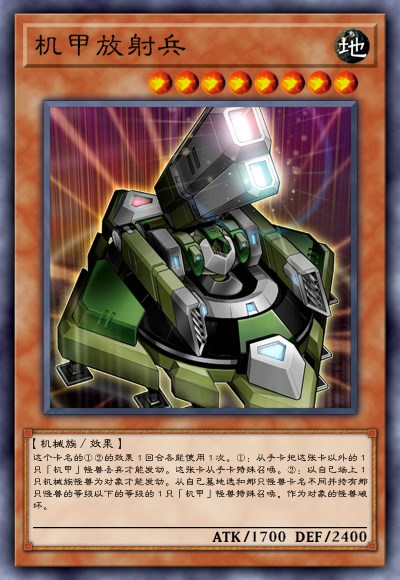 机甲放射兵
地
【机械族／效果】
这个卡名的①②的效果1回合各能使用1次。①：从手卡把这张卡以外的1
只「机甲」怪兽丢弃才能发动。这张卡从手卡特殊召唤。②：以自己场上1
只机械族怪兽为对象才能发动。从自己墓地选和那只怪兽卡名不同并持有那
只怪兽的等级以下的等级的1只「机甲」怪兽特殊召唤，作为对象的怪兽破
坏。
ATK/1700 DEF/2400